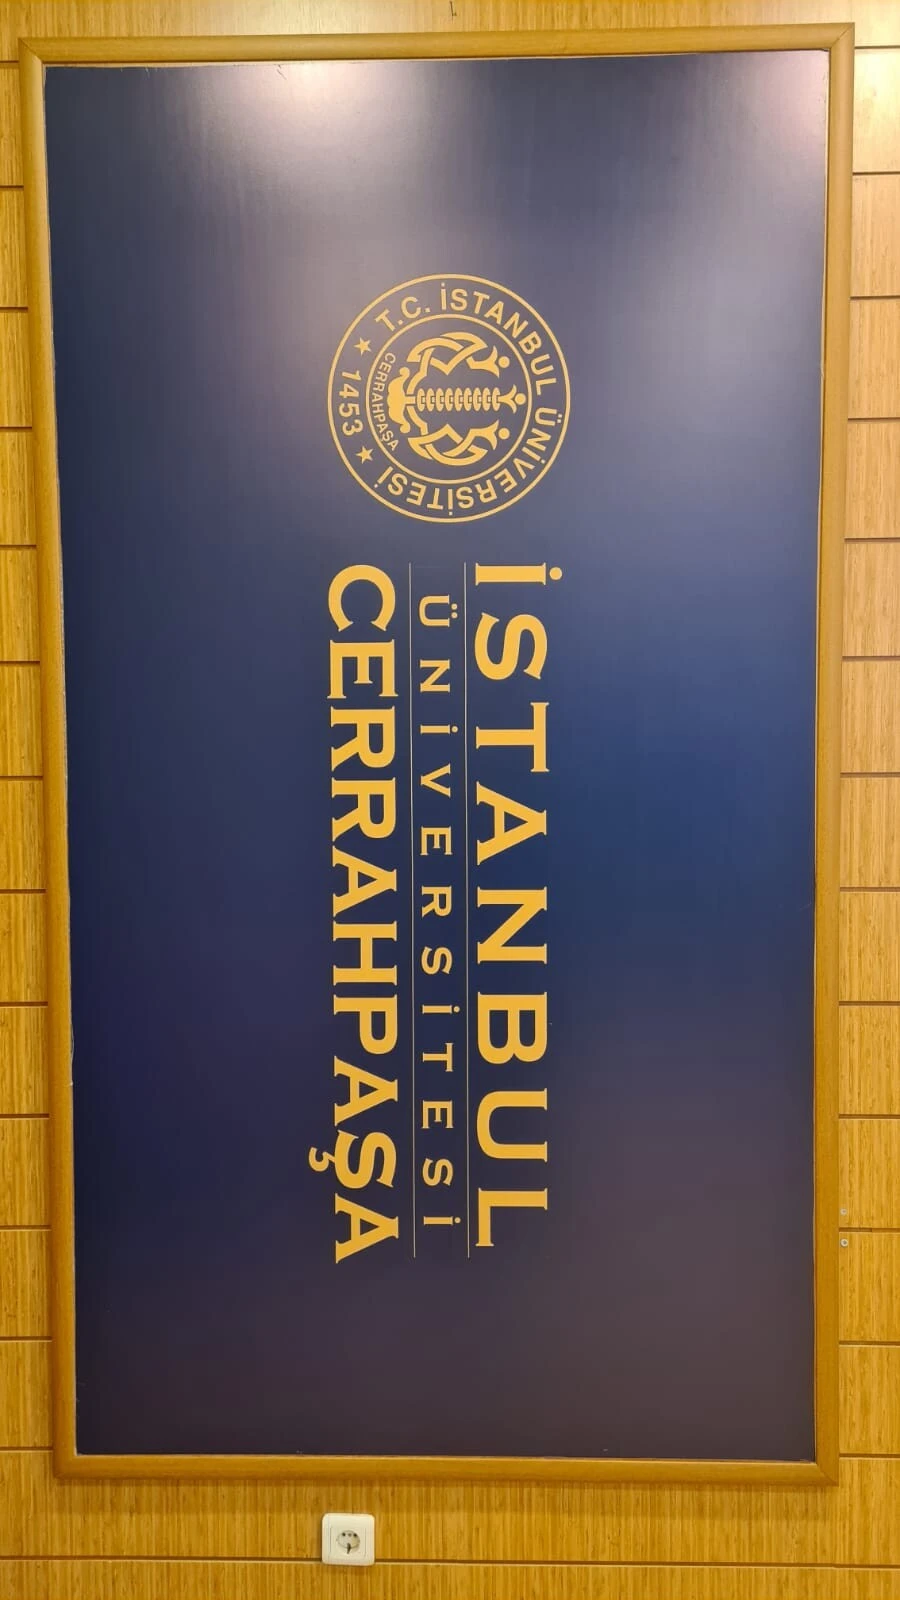 T.C. İSTANBUL ÜNİVERSİTESİ
CERRAHPAŞA
★ 1453 ★
İSTANBUL
ÜNİVERSİTESİ
CERRAHPAŞA